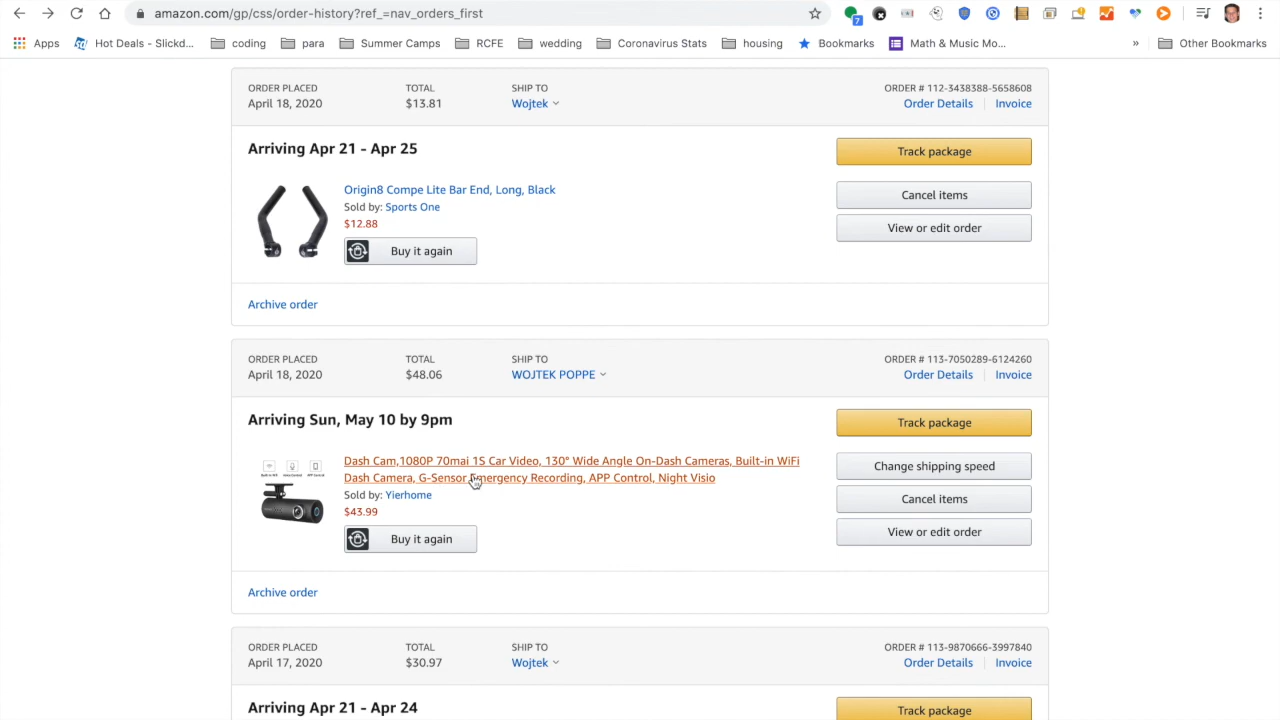 amazon.com/gp/css/order-history?ref_=nav_orders_first
7
Apps
Hot Deals - Slickd...
coding
para
Summer Camps
RCFE
wedding
Coronavirus Stats
housing
Bookmarks
Math & Music Mo...
»
Other Bookmarks
ORDER PLACED TOTAL SHIP TO ORDER # 112-3438388-5658608
April 18, 2020 $13.81 Wojtek Order Details Invoice
Arriving Apr 21 - Apr 25
Track package
Origin8 Compe Lite Bar End, Long, Black
Cancel items
Sold by: Sports One
$12.88
View or edit order
Buy it again
Archive order
ORDER PLACED TOTAL SHIP TO ORDER # 113-7050289-6124260
April 18, 2020 $48.06 WOJTEK POPPE Order Details Invoice
Arriving Sun, May 10 by 9pm
Track package
Dash Cam,1080P 70mai 1S Car Video, 130° Wide Angle On-Dash Cameras, Built-in WiFi
Change shipping speed
Dash Camera, G-Sensor Emergency Recording, APP Control, Night Visio
Sold by: Yierhome
Cancel items
$43.99
View or edit order
Buy it again
Archive order
ORDER PLACED TOTAL SHIP TO ORDER # 113-9870666-3997840
April 17, 2020 $30.97 Wojtek Order Details Invoice
Arriving Apr 21 - Apr 24
Track package